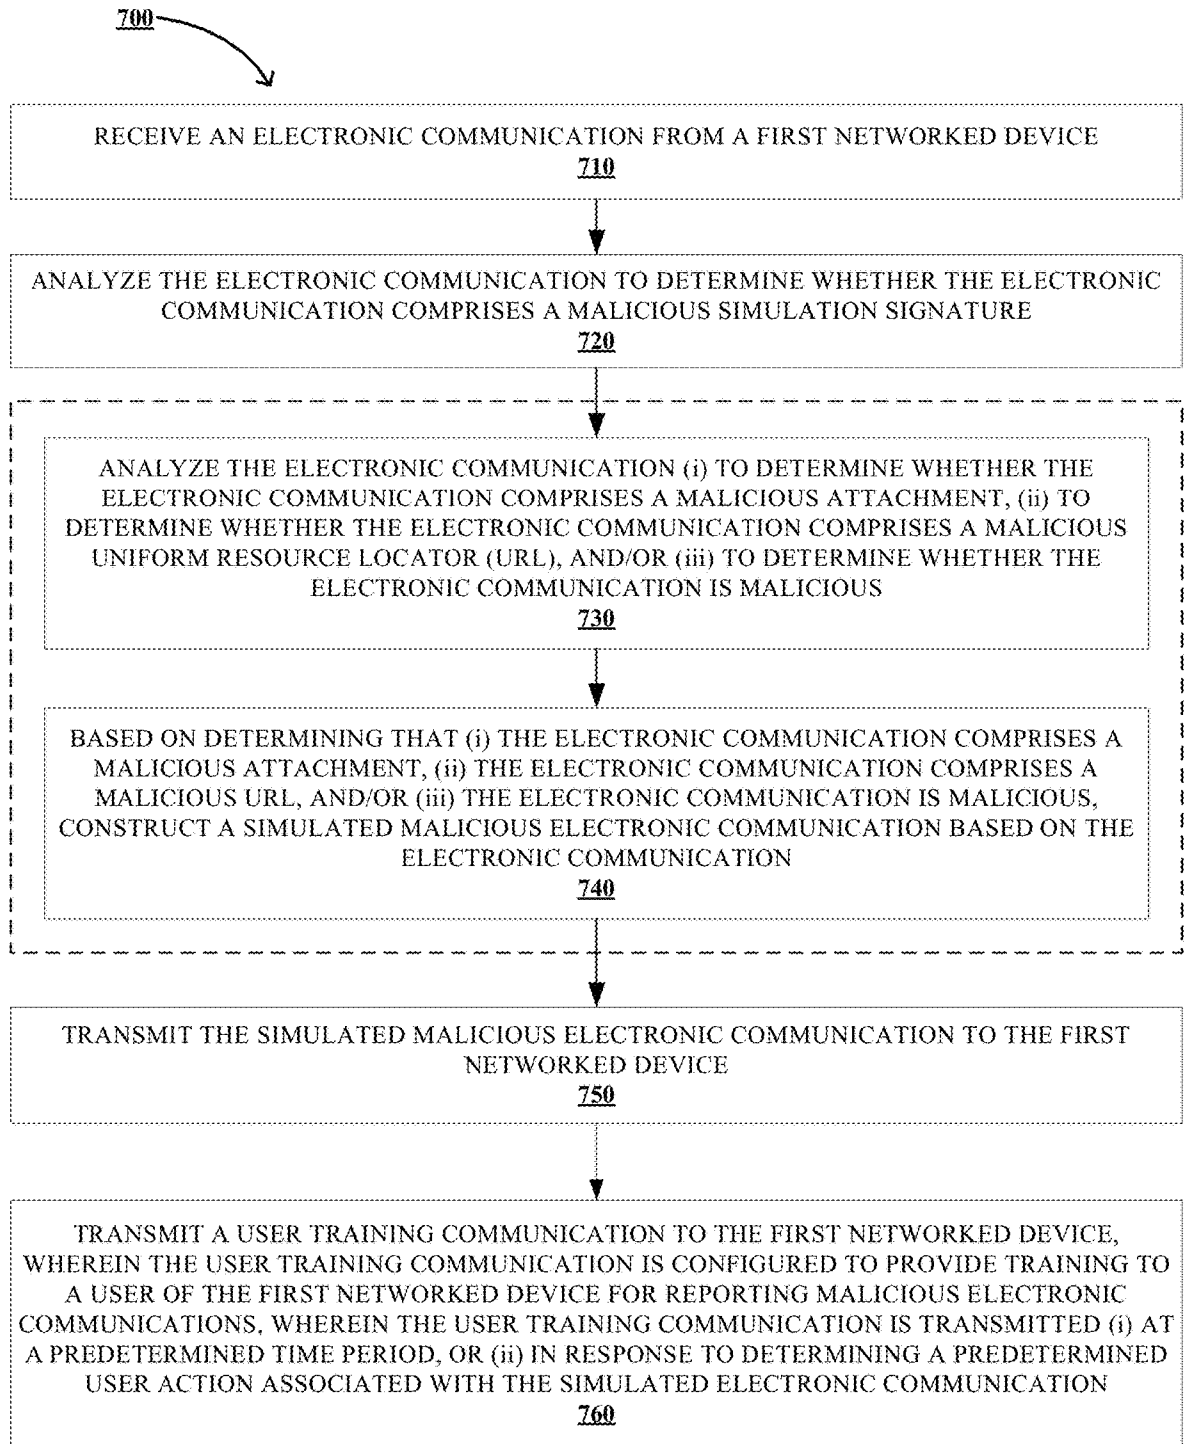 700
RECEIVE AN ELECTRONIC COMMUNICATION FROM A FIRST NETWORKED DEVICE
710
ANALYZE THE ELECTRONIC COMMUNICATION TO DETERMINE WHETHER THE ELECTRONIC
COMMUNICATION COMPRISES A MALICIOUS SIMULATION SIGNATURE
720
ANALYZE THE ELECTRONIC COMMUNICATION (i) TO DETERMINE WHETHER THE
ELECTRONIC COMMUNICATION COMPRISES A MALICIOUS ATTACHMENT, (ii) TO
DETERMINE WHETHER THE ELECTRONIC COMMUNICATION COMPRISES A MALICIOUS
UNIFORM RESOURCE LOCATOR (URL), AND/OR (iii) TO DETERMINE WHETHER THE
ELECTRONIC COMMUNICATION IS MALICIOUS
730
BASED ON DETERMINING THAT (i) THE ELECTRONIC COMMUNICATION COMPRISES A
MALICIOUS ATTACHMENT, (ii) THE ELECTRONIC COMMUNICATION COMPRISES A
MALICIOUS URL, AND/OR (iii) THE ELECTRONIC COMMUNICATION IS MALICIOUS,
CONSTRUCT A SIMULATED MALICIOUS ELECTRONIC COMMUNICATION BASED ON THE
ELECTRONIC COMMUNICATION
740
TRANSMIT THE SIMULATED MALICIOUS ELECTRONIC COMMUNICATION TO THE FIRST
NETWORKED DEVICE
750
TRANSMIT A USER TRAINING COMMUNICATION TO THE FIRST NETWORKED DEVICE,
WHEREIN THE USER TRAINING COMMUNICATION IS CONFIGURED TO PROVIDE TRAINING TO
A USER OF THE FIRST NETWORKED DEVICE FOR REPORTING MALICIOUS ELECTRONIC
COMMUNICATIONS, WHEREIN THE USER TRAINING COMMUNICATION IS TRANSMITTED (i) AT
A PREDETERMINED TIME PERIOD, OR (ii) IN RESPONSE TO DETERMINING A PREDETERMINED
USER ACTION ASSOCIATED WITH THE SIMULATED ELECTRONIC COMMUNICATION
760